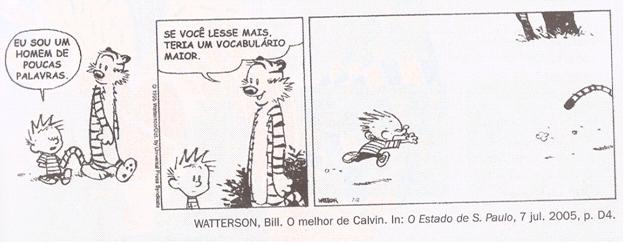 EU SOU UM
HOMEM DE
POUCAS
PALAVRAS.
SE VOCÊ LESSE MAIS,
TERIA UM VOCABULÁRIO
MAIOR.
WATTERSON, Bill. O melhor de Calvin. In: O Estado de S. Paulo, 7 jul. 2005, p. D4.